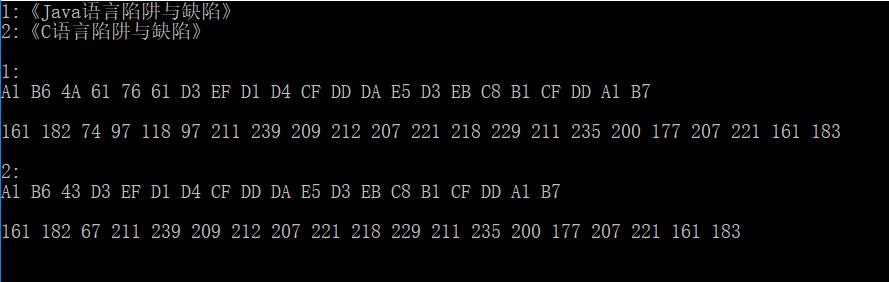 1:《Java语言陷阱与缺陷》
2:《C语言陷阱与缺陷》
1:
A1 B6 4A 61 76 61 D3 EF D1 D4 CF DD DA E5 D3 EB C8 B1 CF DD A1 B7
161 182 74 97 118 97 211 239 209 212 207 221 218 229 211 235 200 177 207 221 161 183
2:
A1 B6 43 D3 EF D1 D4 CF DD DA E5 D3 EB C8 B1 CF DD A1 B7
161 182 67 211 239 209 212 207 221 218 229 211 235 200 177 207 221 161 183